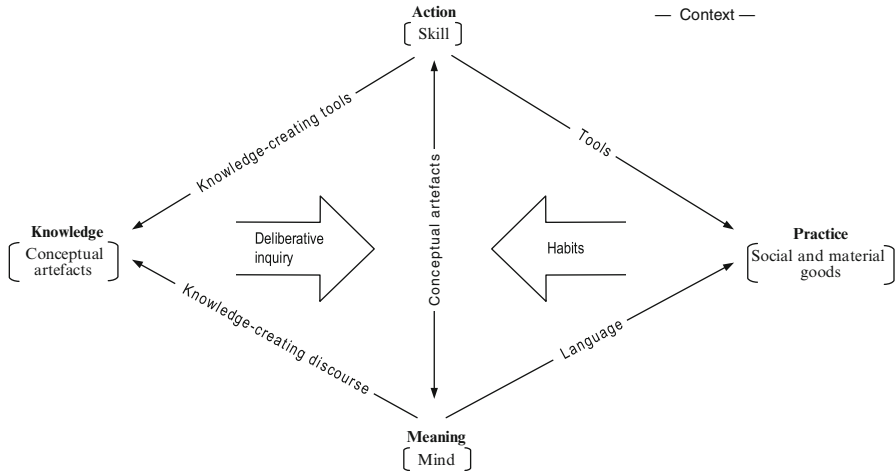 Action
Skill
— Context —
Knowledge-creating tools
Tools
Conceptual artefacts
Knowledge
Conceptual
artefacts
Deliberative
inquiry
Habits
Practice
Social and material
goods
Knowledge-creating discourse
Language
Meaning
Mind